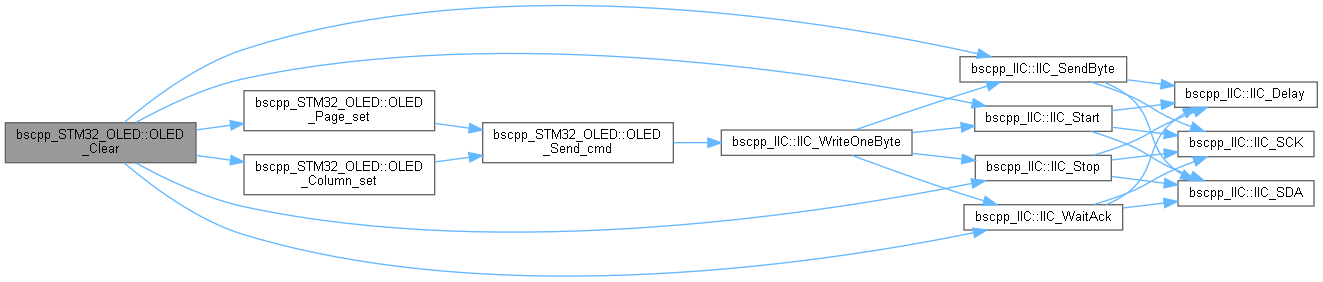 bscpp_STM32_OLED::OLED
_Clear
bscpp_STM32_OLED::OLED
_Page_set
bscpp_STM32_OLED::OLED
_Column_set
bscpp_STM32_OLED::OLED
_Send_cmd
bscpp_IIC::IIC_WriteOneByte
bscpp_IIC::IIC_SendByte
bscpp_IIC::IIC_Start
bscpp_IIC::IIC_Stop
bscpp_IIC::IIC_WaitAck
bscpp_IIC::IIC_Delay
bscpp_IIC::IIC_SCK
bscpp_IIC::IIC_SDA